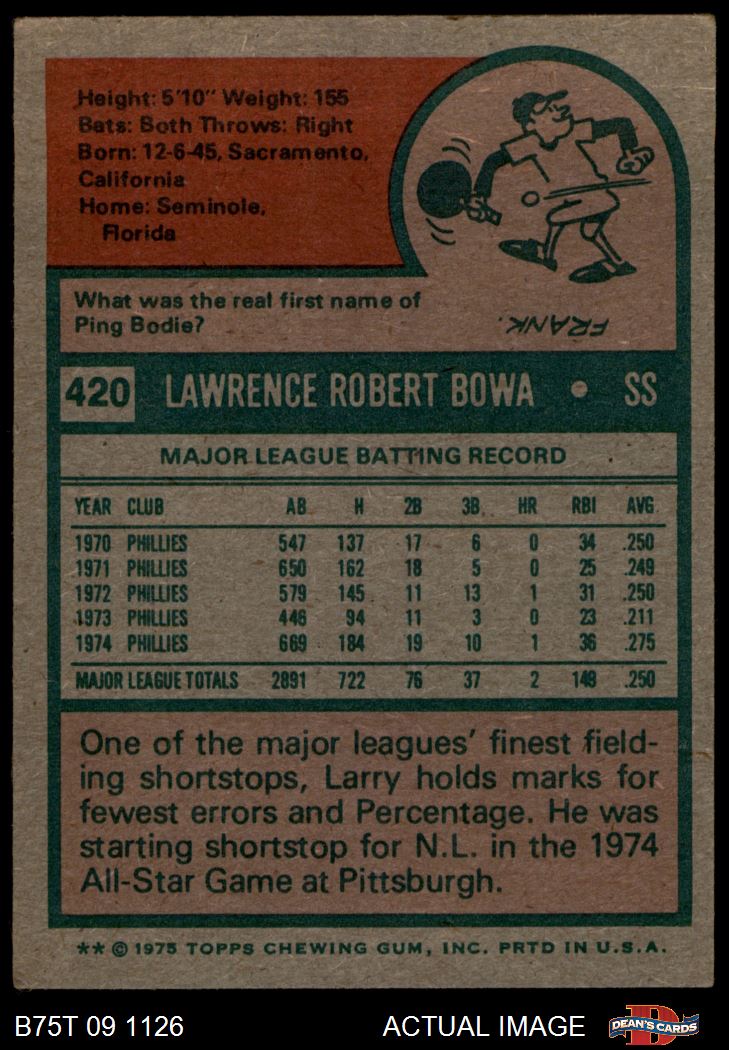 Height: 5'10" Weight: 155
Bats: Both Throws: Right
Born: 12-6-45, Sacramento,
California
Home: Seminole,
Florida
What was the real first name of
Ping Bodie?
FRANK.
420 LAWRENCE ROBERT BOWA • SS
MAJOR LEAGUE BATTING RECORD
YEAR CLUB AB H 2B 3B HR RBI AVG.
1970 PHILLIES 547 137 17 6 0 34 .250
1971 PHILLIES 650 162 18 5 0 25 .249
1972 PHILLIES 579 145 11 13 1 31 .250
1973 PHILLIES 446 94 11 3 0 23 .211
1974 PHILLIES 669 184 19 10 1 36 .275
MAJOR LEAGUE TOTALS 2891 722 76 37 2 149 .250
One of the major leagues' finest field-
ing shortstops, Larry holds marks for
fewest errors and Percentage. He was
starting shortstop for N.L. in the 1974
All-Star Game at Pittsburgh.
** © 1975 TOPPS CHEWING GUM, INC. PRTD IN U.S.A.
B75T 09 1126 ACTUAL IMAGE DEAN'S CARDS